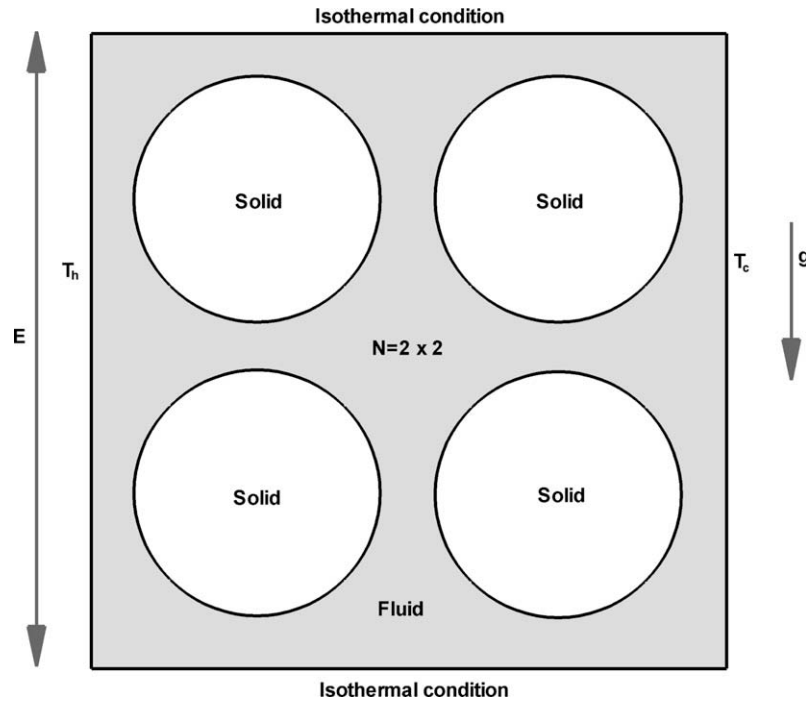 Isothermal condition
Solid
Solid
T_h
T_c
g
E
N=2 x 2
Solid
Solid
Fluid
Isothermal condition